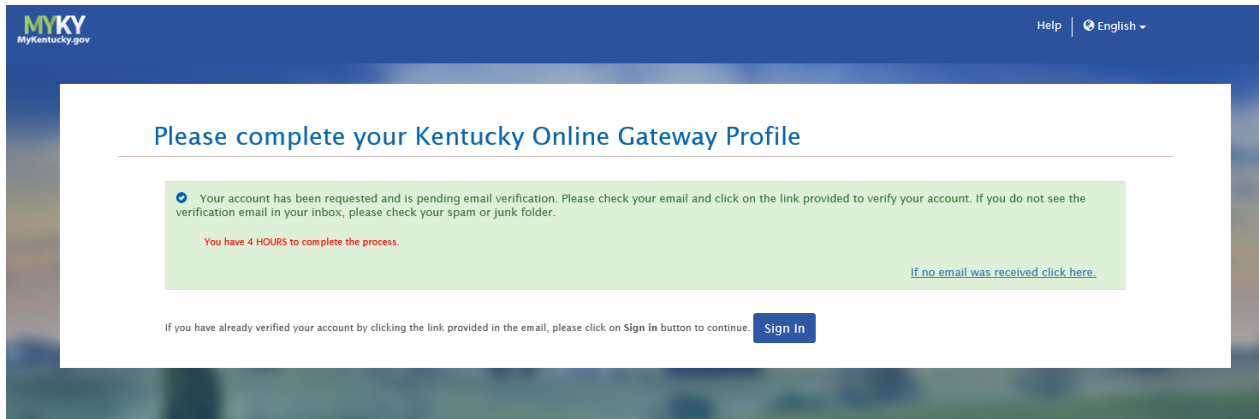 MYKY
MyKentucky.gov
Help
English
Please complete your Kentucky Online Gateway Profile
Your account has been requested and is pending email verification. Please check your email and click on the link provided to verify your account. If you do not see the
verification email in your inbox, please check your spam or junk folder.
You have 4 HOURS to complete the process.
If no email was received click here.
If you have already verified your account by clicking the link provided in the email, please click on Sign in button to continue. Sign In